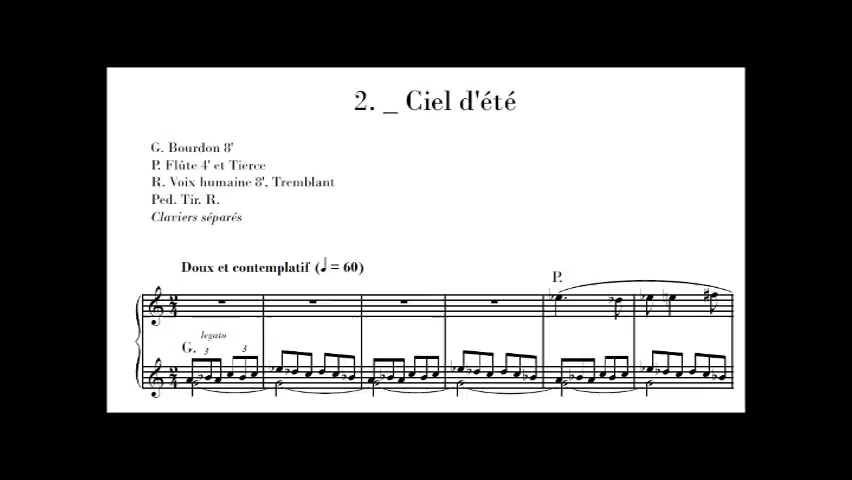 2. _ Ciel d'été
G. Bourdon 8'
P. Flûte 4' et Tierce
R. Voix humaine 8', Tremblant
Ped. Tir. R.
Claviers séparés
Doux et contemplatif (♩ = 60)
P.
legato
G. 3 3